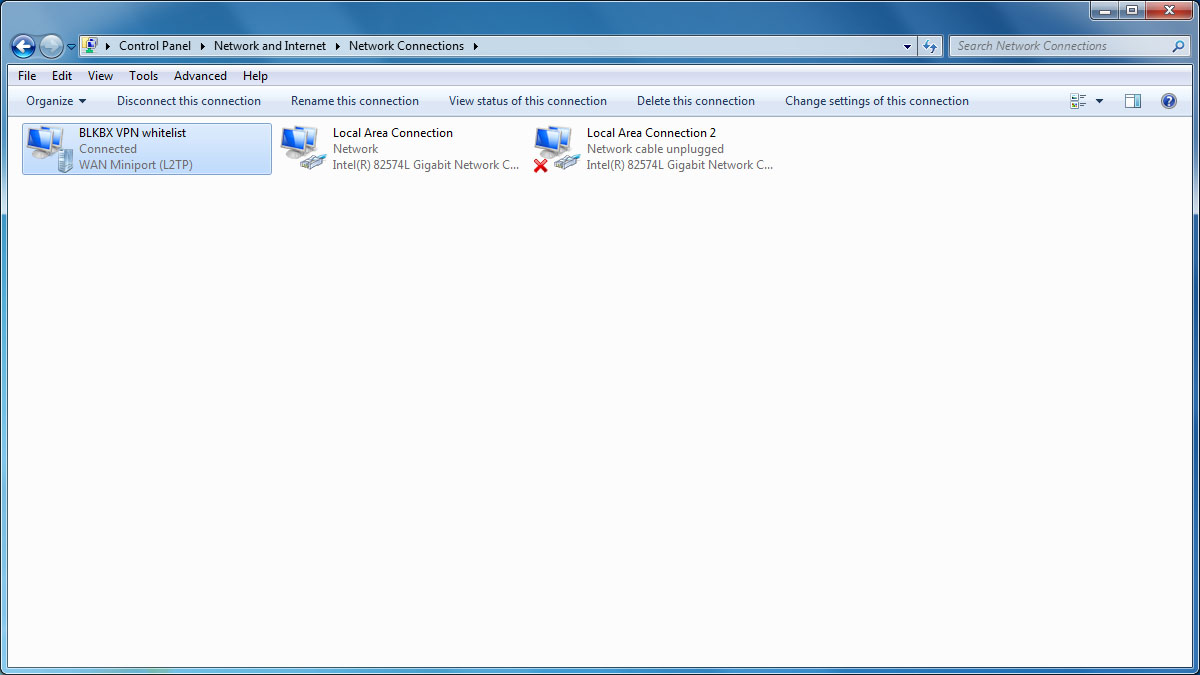 Control Panel Network and Internet Network Connections
Search Network Connections
File Edit View Tools Advanced Help
Organize Disconnect this connection Rename this connection View status of this connection Delete this connection Change settings of this connection
BLKBX VPN whitelist
Connected
WAN Miniport (L2TP)
Local Area Connection
Network
Intel(R) 82574L Gigabit Network C...
Local Area Connection 2
Network cable unplugged
Intel(R) 82574L Gigabit Network C...